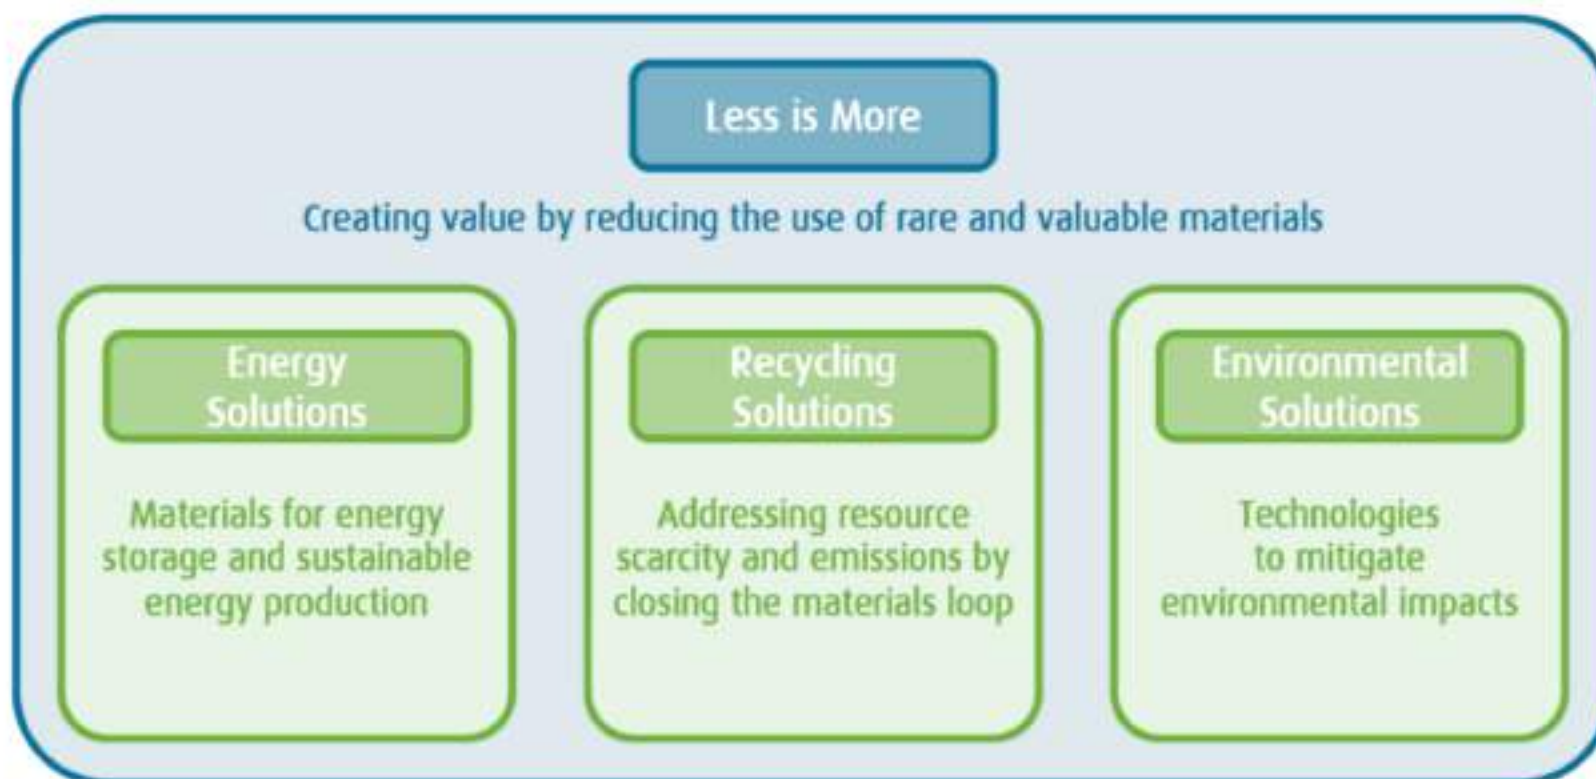 Less is More
Creating value by reducing the use of rare and valuable materials
Energy
Solutions
Materials for energy
storage and sustainable
energy production
Recycling
Solutions
Addressing resource
scarcity and emissions by
closing the materials loop
Environmental
Solutions
Technologies
to mitigate
environmental impacts